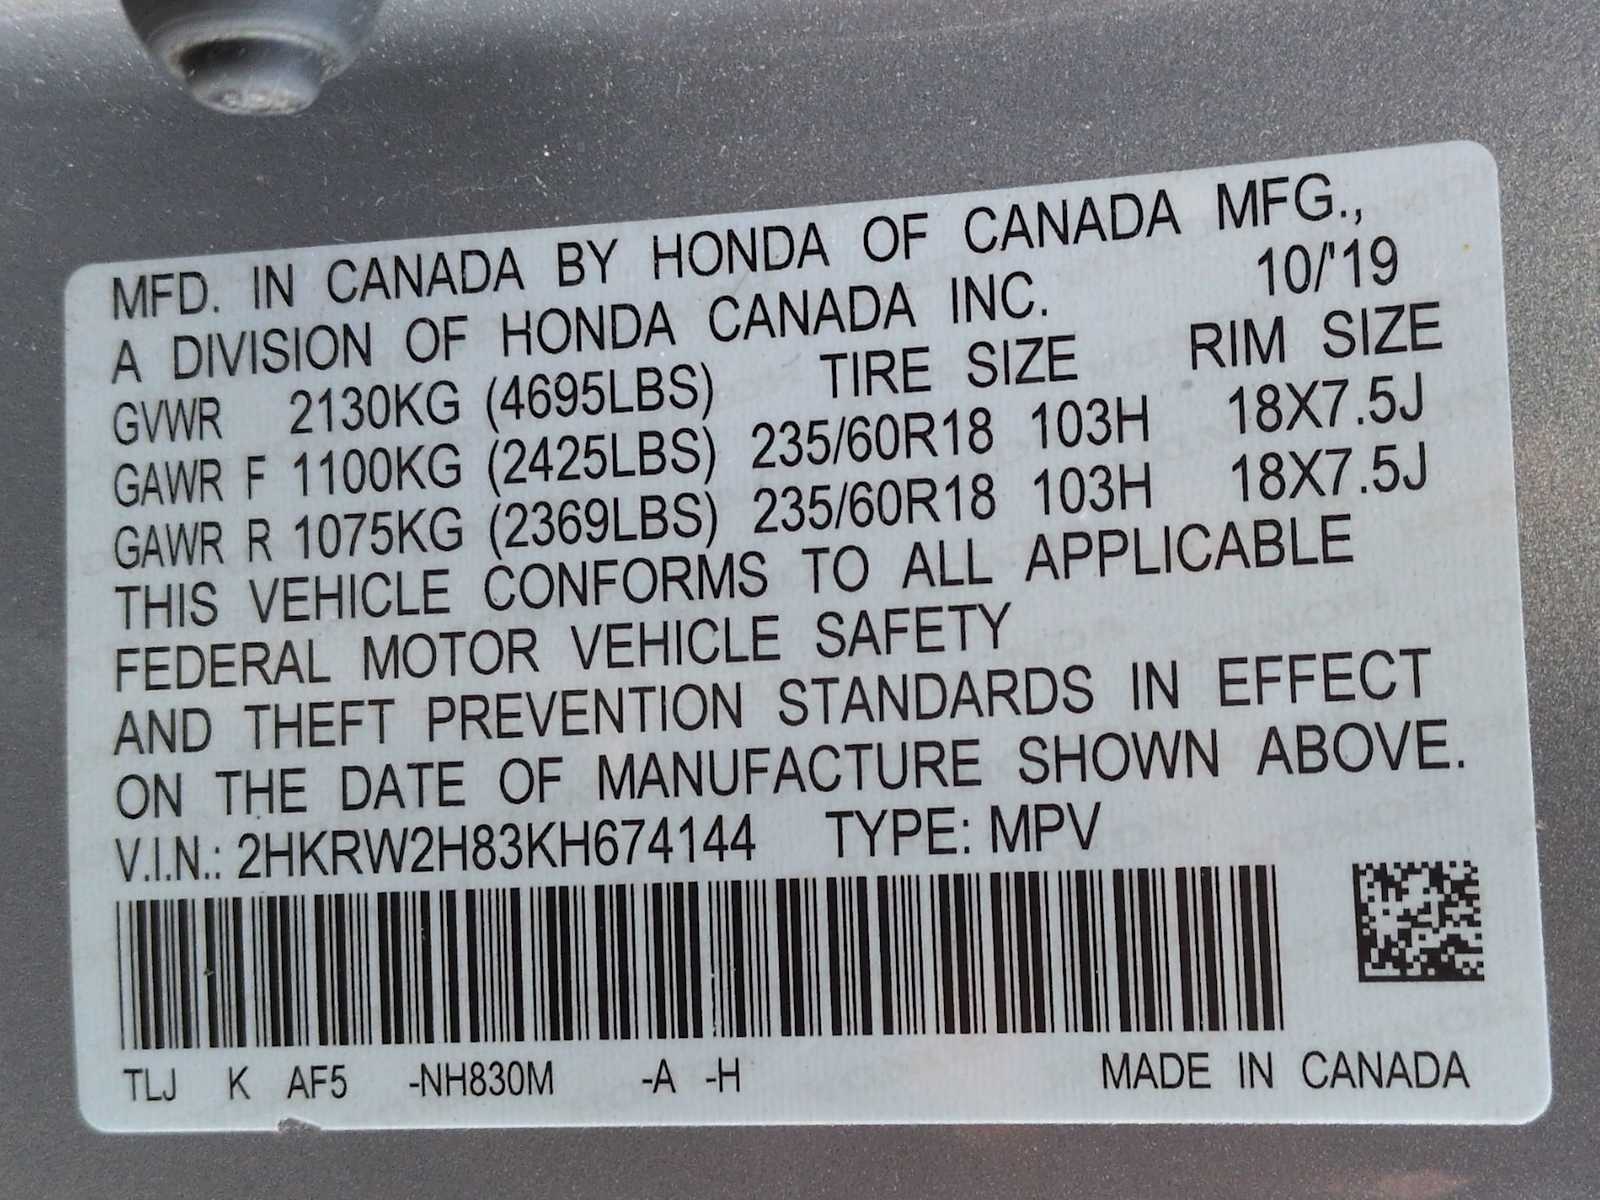 MFD. IN CANADA BY HONDA OF CANADA MFG.,
A DIVISION OF HONDA CANADA INC. 10/'19
GVWR 2130KG (4695LBS) TIRE SIZE RIM SIZE
GAWR F 1100KG (2425LBS) 235/60R18 103H 18X7.5J
GAWR R 1075KG (2369LBS) 235/60R18 103H 18X7.5J
THIS VEHICLE CONFORMS TO ALL APPLICABLE
FEDERAL MOTOR VEHICLE SAFETY
AND THEFT PREVENTION STANDARDS IN EFFECT
ON THE DATE OF MANUFACTURE SHOWN ABOVE.
V.I.N.: 2HKRW2H83KH674144 TYPE: MPV
TLJ K AF5 -NH830M -A -H MADE IN CANADA